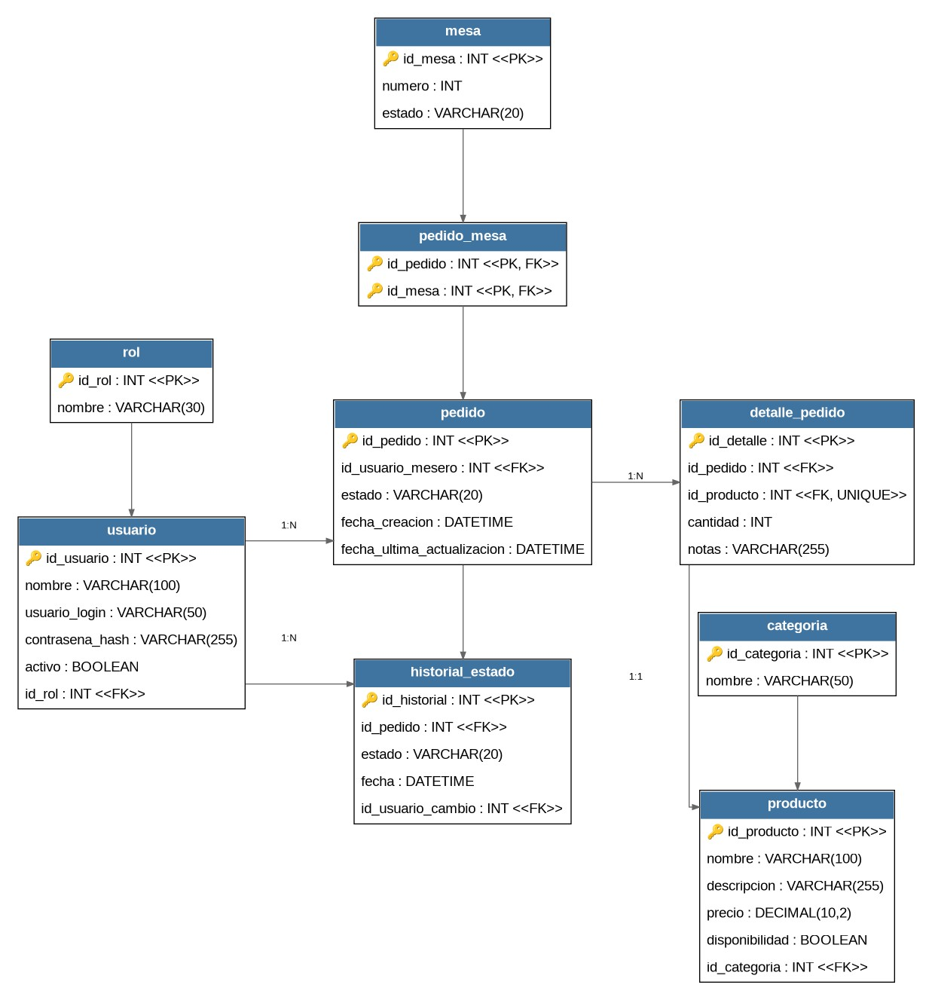 mesa
🔑 id_mesa : INT <<PK>>
numero : INT
estado : VARCHAR(20)
pedido_mesa
🔑 id_pedido : INT <<PK, FK>>
🔑 id_mesa : INT <<PK, FK>>
rol
🔑 id_rol : INT <<PK>>
nombre : VARCHAR(30)
pedido
🔑 id_pedido : INT <<PK>>
id_usuario_mesero : INT <<FK>>
estado : VARCHAR(20)
fecha_creacion : DATETIME
fecha_ultima_actualizacion : DATETIME
1:N
detalle_pedido
🔑 id_detalle : INT <<PK>>
id_pedido : INT <<FK>>
id_producto : INT <<FK, UNIQUE>>
cantidad : INT
notas : VARCHAR(255)
usuario
🔑 id_usuario : INT <<PK>>
nombre : VARCHAR(100)
usuario_login : VARCHAR(50)
contrasena_hash : VARCHAR(255)
activo : BOOLEAN
id_rol : INT <<FK>>
1:N
1:N
historial_estado
🔑 id_historial : INT <<PK>>
id_pedido : INT <<FK>>
estado : VARCHAR(20)
fecha : DATETIME
id_usuario_cambio : INT <<FK>>
1:1
categoria
🔑 id_categoria : INT <<PK>>
nombre : VARCHAR(50)
producto
🔑 id_producto : INT <<PK>>
nombre : VARCHAR(100)
descripcion : VARCHAR(255)
precio : DECIMAL(10,2)
disponibilidad : BOOLEAN
id_categoria : INT <<FK>>